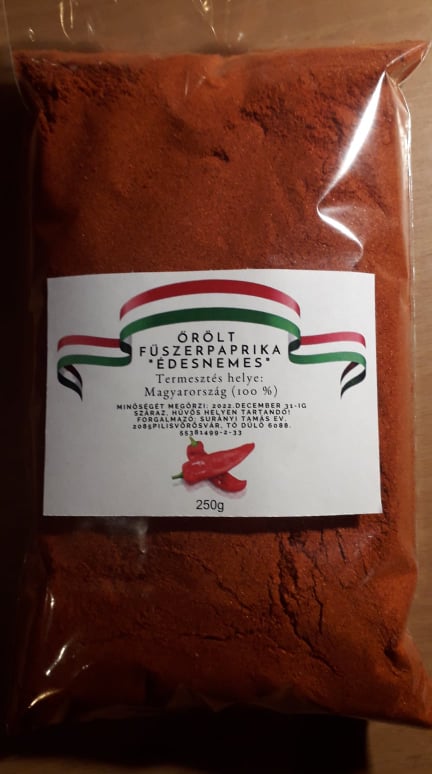 ŐRÖLT
FŰSZERPAPRIKA
"ÉDESNEMES"
Termesztés helye:
Magyarország (100 %)
MINŐSÉGÉT MEGŐRZI: 2022.DECEMBER 31-IG
SZÁRAZ, HŰVÖS HELYEN TARTANDÓ!
FORGALMAZÓ: SURÁNYI TAMÁS EV.
2085PILISVÖRÖSVÁR, TÓ DŰLŐ 6088.
55381499-2-33
250g